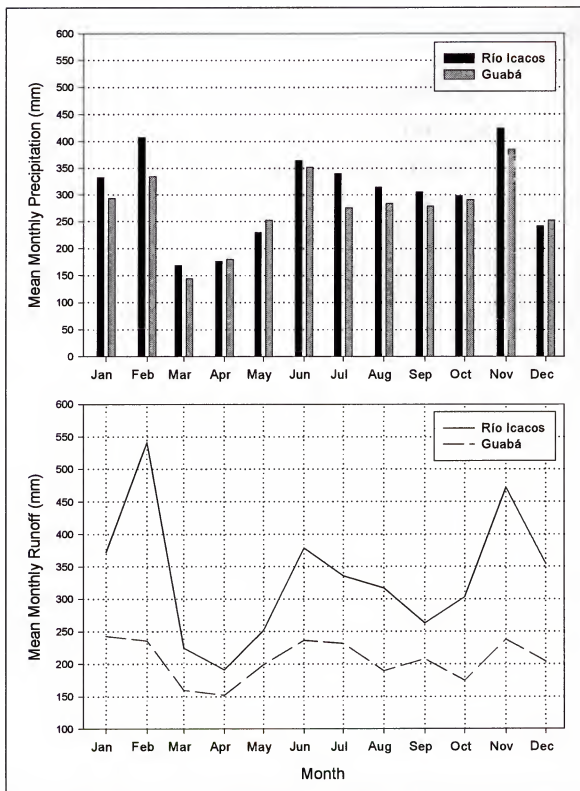 Mean Monthly Precipitation (mm)
600
550
500
450
400
350
300
250
200
150
100
50
0
Río Icacos
Guabá
Jan Feb Mar Apr May Jun Jul Aug Sep Oct Nov Dec
Mean Monthly Runoff (mm)
600
550
500
450
400
350
300
250
200
150
100
Río Icacos
Guabá
Jan Feb Mar Apr May Jun Jul Aug Sep Oct Nov Dec
Month